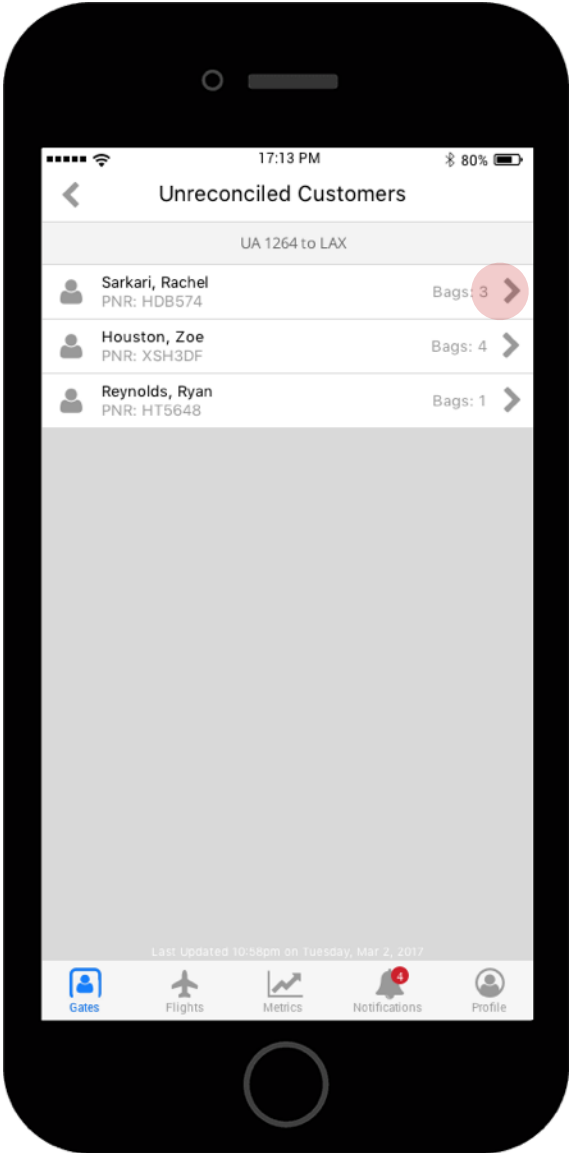 17:13 PM
80%
Unreconciled Customers
UA 1264 to LAX
Sarkari, Rachel
PNR: HDB574
Bags: 3
Houston, Zoe
PNR: XSH3DF
Bags: 4
Reynolds, Ryan
PNR: HT5648
Bags: 1
Last Updated 10:58pm on Tuesday, Mar 2, 2017
4
Gates
Flights
Metrics
Notifications
Profile